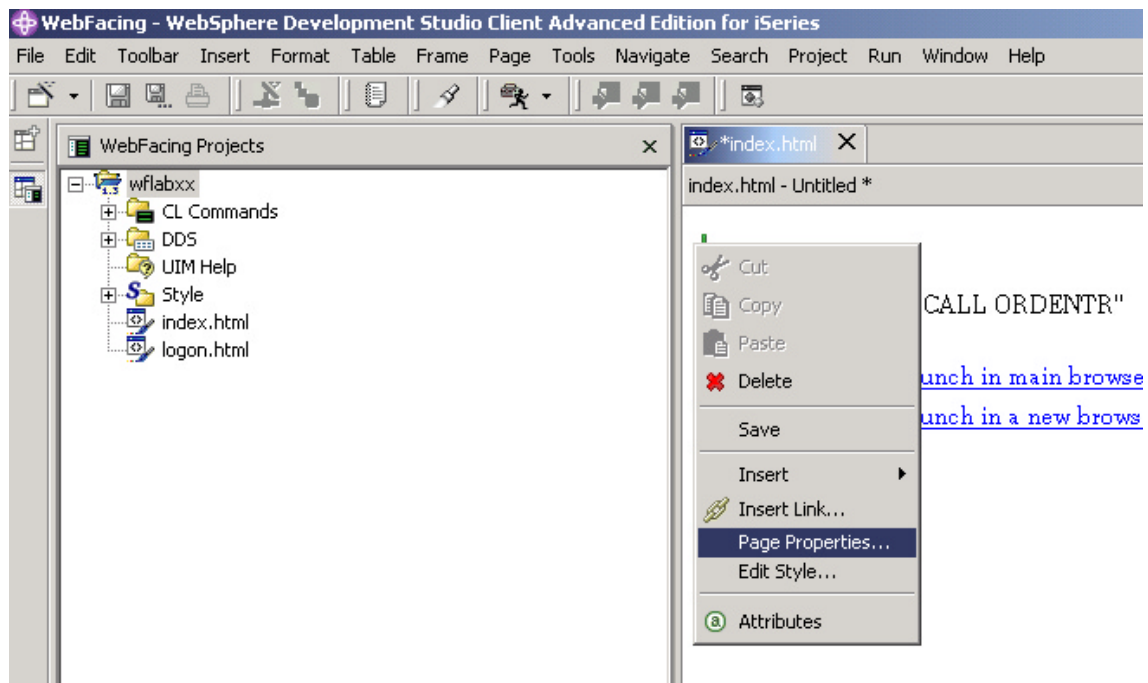 WebFacing - WebSphere Development Studio Client Advanced Edition for iSeries
File Edit Toolbar Insert Format Table Frame Page Tools Navigate Search Project Run Window Help
WebFacing Projects
wflabxx
CL Commands
DDS
UIM Help
Style
index.html
logon.html
*index.html
index.html - Untitled *
Cut
Copy
Paste
Delete
Save
Insert
Insert Link...
Page Properties...
Edit Style...
Attributes
CALL ORDENTR"
unch in main browse
unch in a new brows